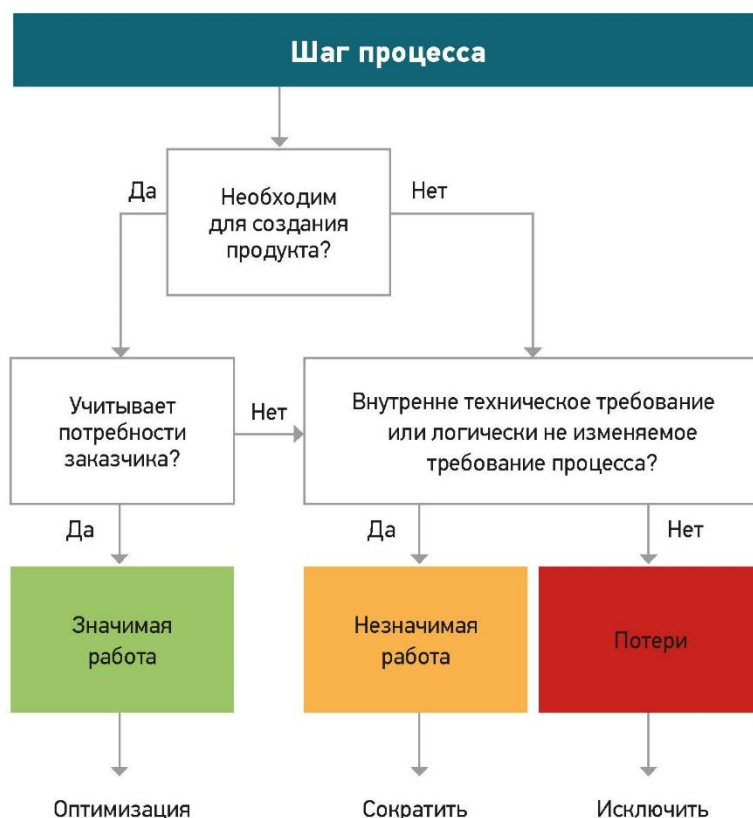 Шаг процесса
Да
Необходим
для создания
продукта?
Нет
Учитывает
потребности
заказчика?
Нет
Внутренне техническое требование
или логически не изменяемое
требование процесса?
Да
Да
Нет
Значимая
работа
Незначимая
работа
Потери
Оптимизация
Сократить
Исключить